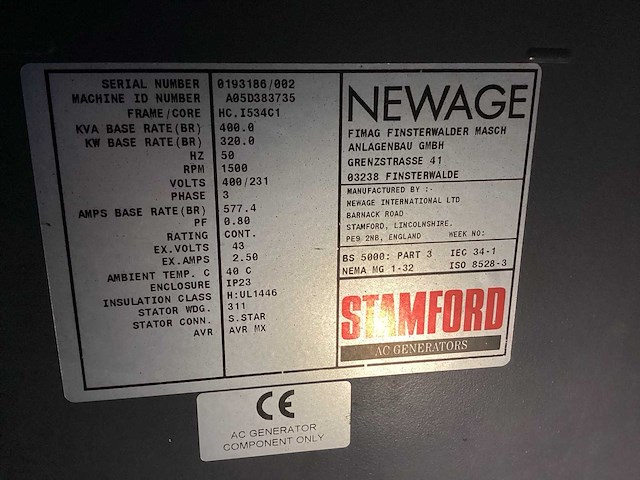 SERIAL NUMBER 0193186/002
MACHINE ID NUMBER A05D383735
FRAME/CORE HC.I534C1
KVA BASE RATE(BR) 400.0
KW BASE RATE(BR) 320.0
HZ 50
RPM 1500
VOLTS 400/231
PHASE 3
AMPS BASE RATE(BR) 577.4
PF 0.80
RATING CONT.
EX.VOLTS 43
EX.AMPS 2.50
AMBIENT TEMP. C 40 C
ENCLOSURE IP23
INSULATION CLASS H:UL1446
STATOR WDG. 311
STATOR CONN. S.STAR
AVR AVR MX
NEWAGE
FIMAG FINSTERWALDER MASCH
ANLAGENBAU GMBH
GRENZSTRASSE 41
03238 FINSTERWALDE
MANUFACTURED BY :-
NEWAGE INTERNATIONAL LTD
BARNACK ROAD
STAMFORD, LINCOLNSHIRE.
PE9 2NB, ENGLAND WEEK NO:
BS 5000: PART 3 IEC 34-1
NEMA MG 1-32 ISO 8528-3
STAMFORD
AC GENERATORS
CE
AC GENERATOR
COMPONENT ONLY